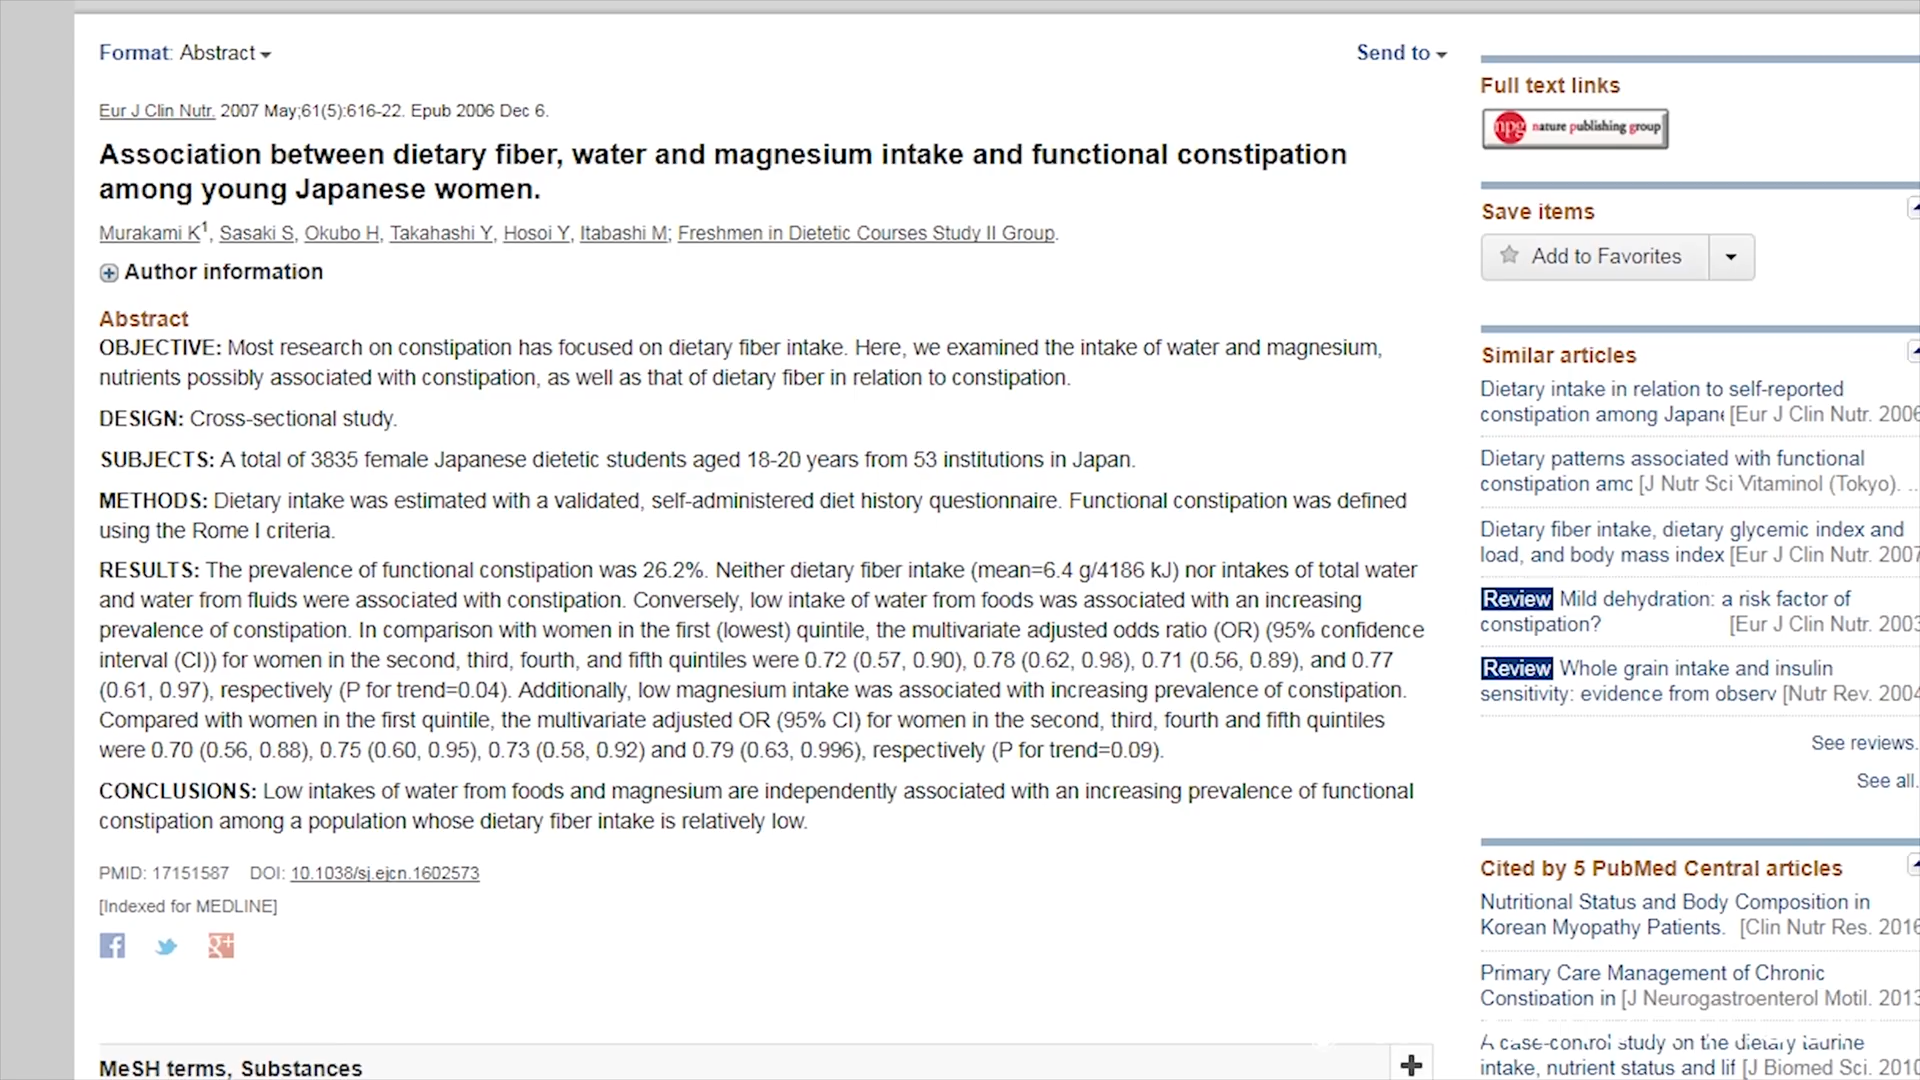 Format: Abstract
Send to
Eur J Clin Nutr. 2007 May;61(5):616-22. Epub 2006 Dec 6.
Association between dietary fiber, water and magnesium intake and functional constipation
among young Japanese women.
Murakami K1, Sasaki S, Okubo H, Takahashi Y, Hosoi Y, Itabashi M; Freshmen in Dietetic Courses Study II Group.
Author information
Abstract
OBJECTIVE: Most research on constipation has focused on dietary fiber intake. Here, we examined the intake of water and magnesium,
nutrients possibly associated with constipation, as well as that of dietary fiber in relation to constipation.
DESIGN: Cross-sectional study.
SUBJECTS: A total of 3835 female Japanese dietetic students aged 18-20 years from 53 institutions in Japan.
METHODS: Dietary intake was estimated with a validated, self-administered diet history questionnaire. Functional constipation was defined
using the Rome I criteria.
RESULTS: The prevalence of functional constipation was 26.2%. Neither dietary fiber intake (mean=6.4 g/4186 kJ) nor intakes of total water
and water from fluids were associated with constipation. Conversely, low intake of water from foods was associated with an increasing
prevalence of constipation. In comparison with women in the first (lowest) quintile, the multivariate adjusted odds ratio (OR) (95% confidence
interval (CI)) for women in the second, third, fourth, and fifth quintiles were 0.72 (0.57, 0.90), 0.78 (0.62, 0.98), 0.71 (0.56, 0.89), and 0.77
(0.61, 0.97), respectively (P for trend=0.04). Additionally, low magnesium intake was associated with increasing prevalence of constipation.
Compared with women in the first quintile, the multivariate adjusted OR (95% CI) for women in the second, third, fourth and fifth quintiles
were 0.70 (0.56, 0.88), 0.75 (0.60, 0.95), 0.73 (0.58, 0.92) and 0.79 (0.63, 0.996), respectively (P for trend=0.09).
CONCLUSIONS: Low intakes of water from foods and magnesium are independently associated with an increasing prevalence of functional
constipation among a population whose dietary fiber intake is relatively low.
PMID: 17151587 DOI: 10.1038/sj.ejcn.1602573
[Indexed for MEDLINE]
f
g+
MeSH terms, Substances
Full text links
npg nature publishing group
Save items
Add to Favorites
Similar articles
Dietary intake in relation to self-reported
constipation among Japane [Eur J Clin Nutr. 2006
Dietary patterns associated with functional
constipation amc [J Nutr Sci Vitaminol (Tokyo). ..
Dietary fiber intake, dietary glycemic index and
load, and body mass index [Eur J Clin Nutr. 2007
Review Mild dehydration: a risk factor of
constipation? [Eur J Clin Nutr. 2003
Review Whole grain intake and insulin
sensitivity: evidence from observ [Nutr Rev. 2004
See reviews.
See all.
Cited by 5 PubMed Central articles
Nutritional Status and Body Composition in
Korean Myopathy Patients. [Clin Nutr Res. 2016
Primary Care Management of Chronic
Constipation in [J Neurogastroenterol Motil. 2013
A case-control study on the dietary taurine
intake, nutrient status and lif [J Biomed Sci. 2010